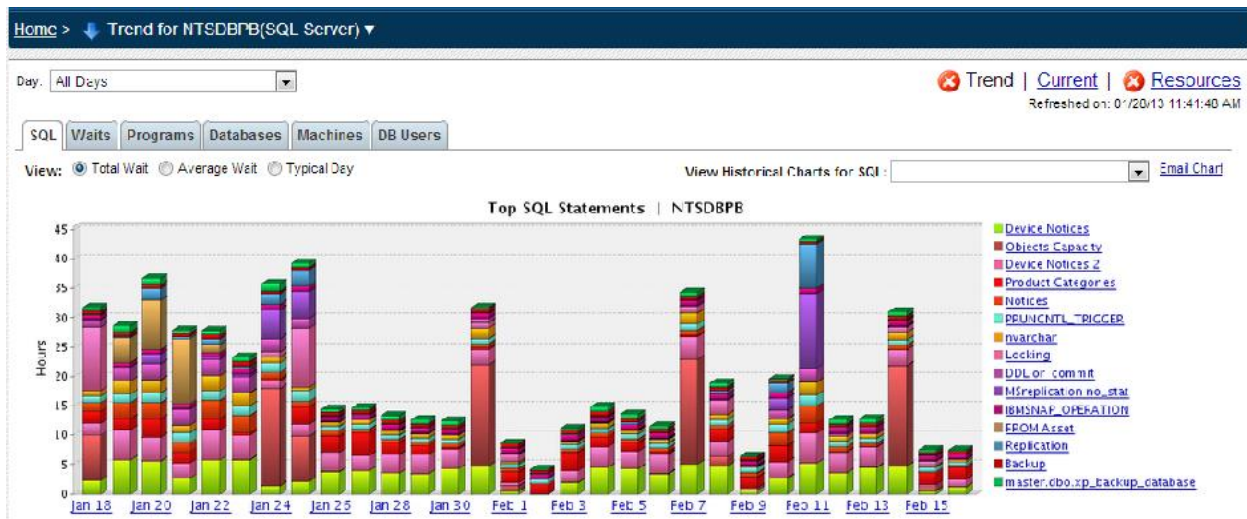 Home > Trend for NTSDBPB(SQL Server)
Day. All Days
Trend | Current | Resources
Refreshed on: 01/28/13 11:41:48 AM
SQL Waits Programs Databases Machines DB Users
View: Total Wait Average Wait Typical Day
View Historical Charts for SQL: Email Chart
Top SQL Statements | NTSDBPB
Hours
45
40
35
30
25
20
15
10
5
0
Jan 18 Jan 20 Jan 22 Jan 24 Jan 26 Jan 28 Jan 30 Feb 1 Feb 3 Feb 5 Feb 7 Feb 9 Feb 11 Feb 13 Feb 15
Device Notices
Objects Capacity
Device Notices 2
Product Categories
Notices
PRUNCNTL_TRIGGER
nvarchar
Locking
DDL or commit
MSreplication no_stat
IBMSNAP_OPERATION
FROM Asset
Replication
Backup
master.dbo.xp_backup_database